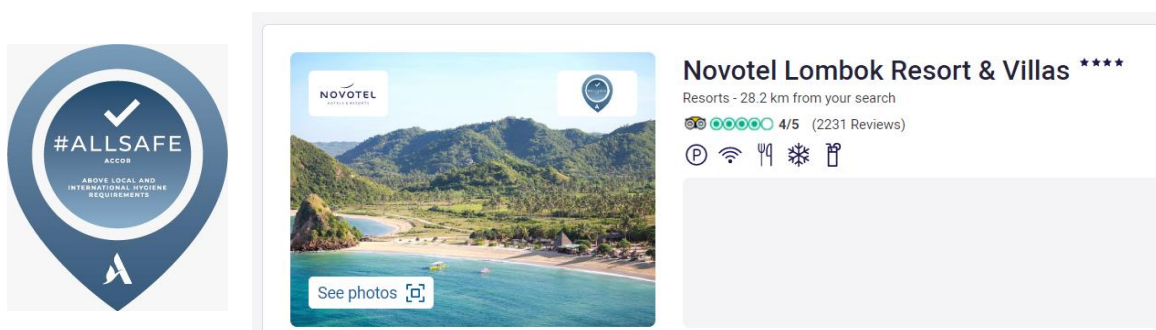 #ALLSAFE
ACCOR
ABOVE LOCAL AND
INTERNATIONAL HYGIENE
REQUIREMENTS
NOVOTEL
HOTELS & RESORTS
See photos
Novotel Lombok Resort & Villas ****
Resorts - 28.2 km from your search
4/5 (2231 Reviews)
P